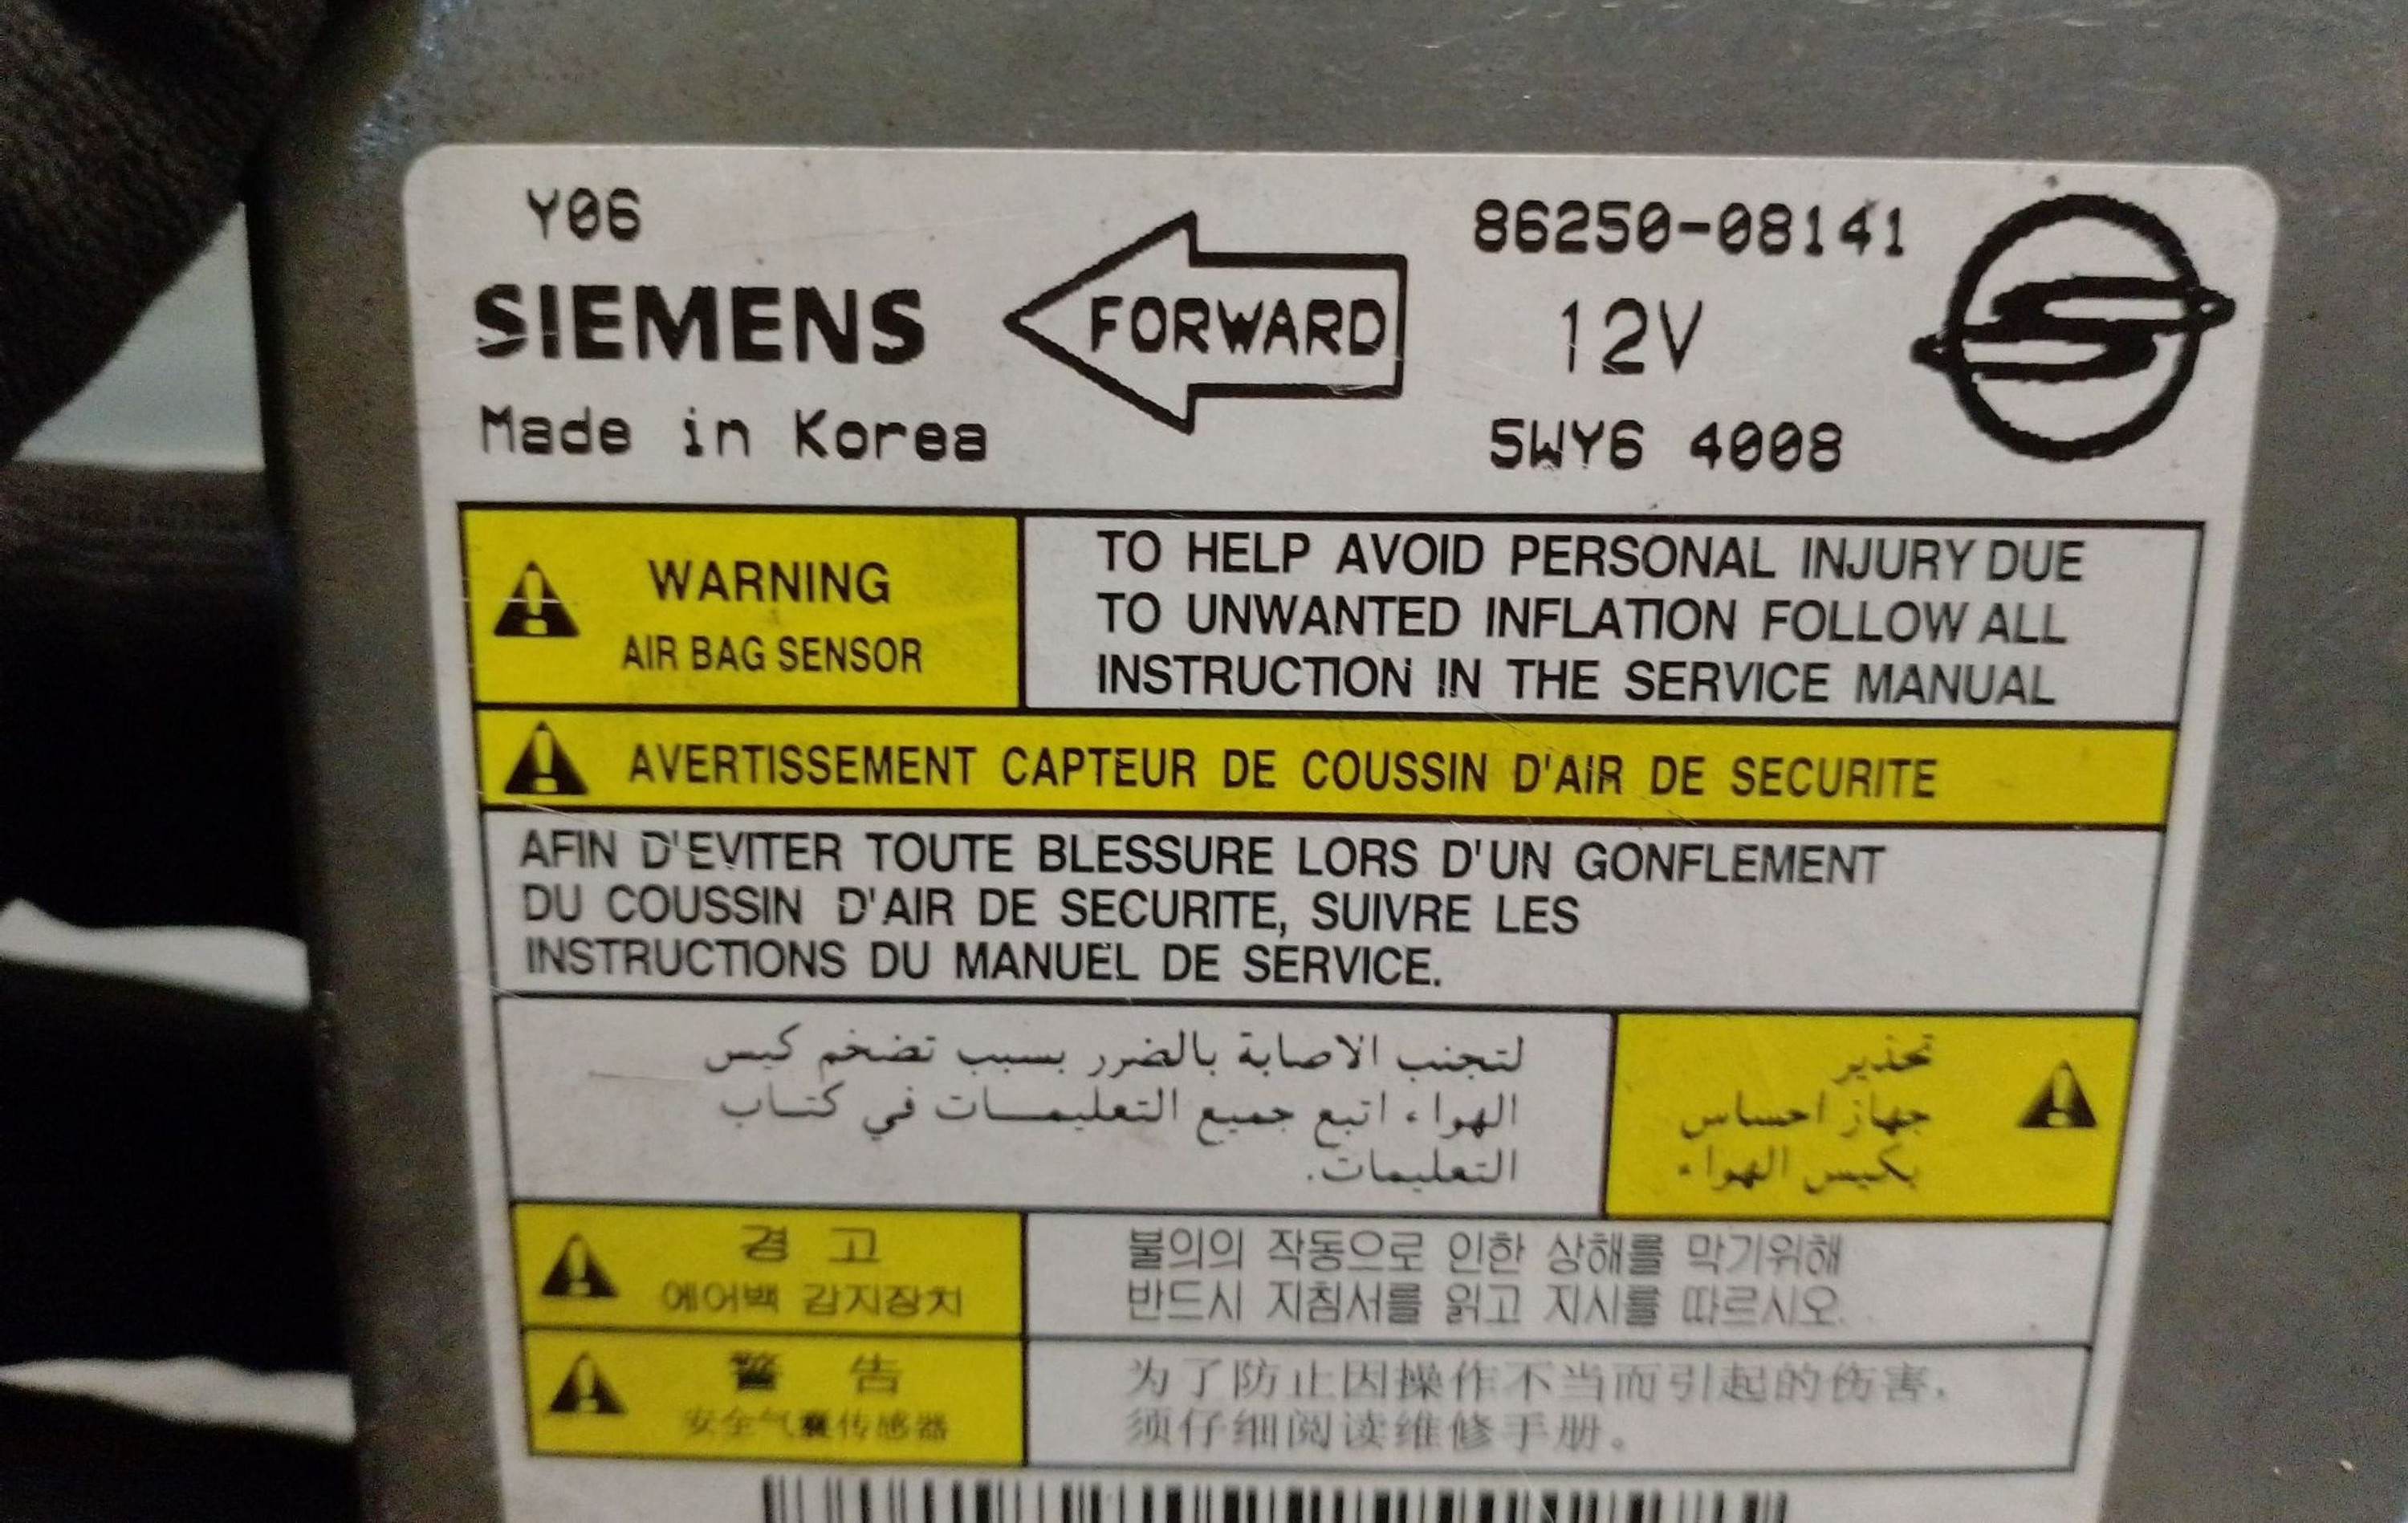 Y06
SIEMENS
Made in Korea
FORWARD
86250-08141
12V
5WY6 4008
WARNING
AIR BAG SENSOR
TO HELP AVOID PERSONAL INJURY DUE
TO UNWANTED INFLATION FOLLOW ALL
INSTRUCTION IN THE SERVICE MANUAL
AVERTISSEMENT CAPTEUR DE COUSSIN D'AIR DE SECURITE
AFIN D'EVITER TOUTE BLESSURE LORS D'UN GONFLEMENT
DU COUSSIN D'AIR DE SECURITE, SUIVRE LES
INSTRUCTIONS DU MANUEL DE SERVICE.
تحذير
جهاز احساس
بكيس الهواء
لتجنب الاصابة بالضرر بسبب تضخم كيس
الهواء اتبع جميع التعليمــــات في كتــاب
التعليمات.
경 고
에어백 감지장치
불의의 작동으로 인한 상해를 막기위해
반드시 지침서를 읽고 지시를 따르시오.
警 告
安全气囊传感器
为了防止因操作不当而引起的伤害,
须仔细阅读维修手册。